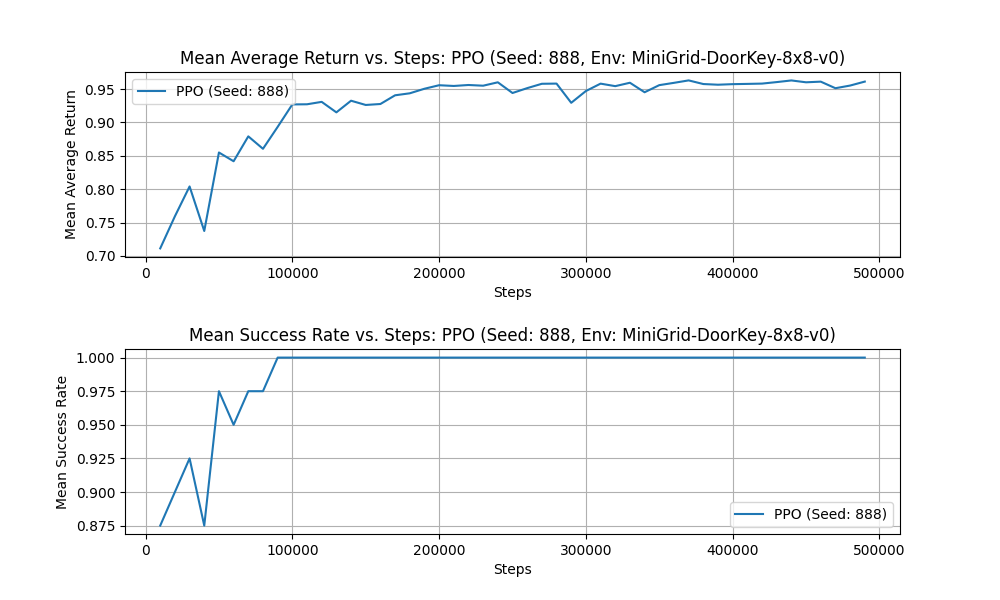 Mean Average Return vs. Steps: PPO (Seed: 888, Env: MiniGrid-DoorKey-8x8-v0)
PPO (Seed: 888)
Mean Average Return
0.95
0.90
0.85
0.80
0.75
0.70
0 100000 200000 300000 400000 500000
Steps
Mean Success Rate vs. Steps: PPO (Seed: 888, Env: MiniGrid-DoorKey-8x8-v0)
Mean Success Rate
1.000
0.975
0.950
0.925
0.900
0.875
PPO (Seed: 888)
0 100000 200000 300000 400000 500000
Steps